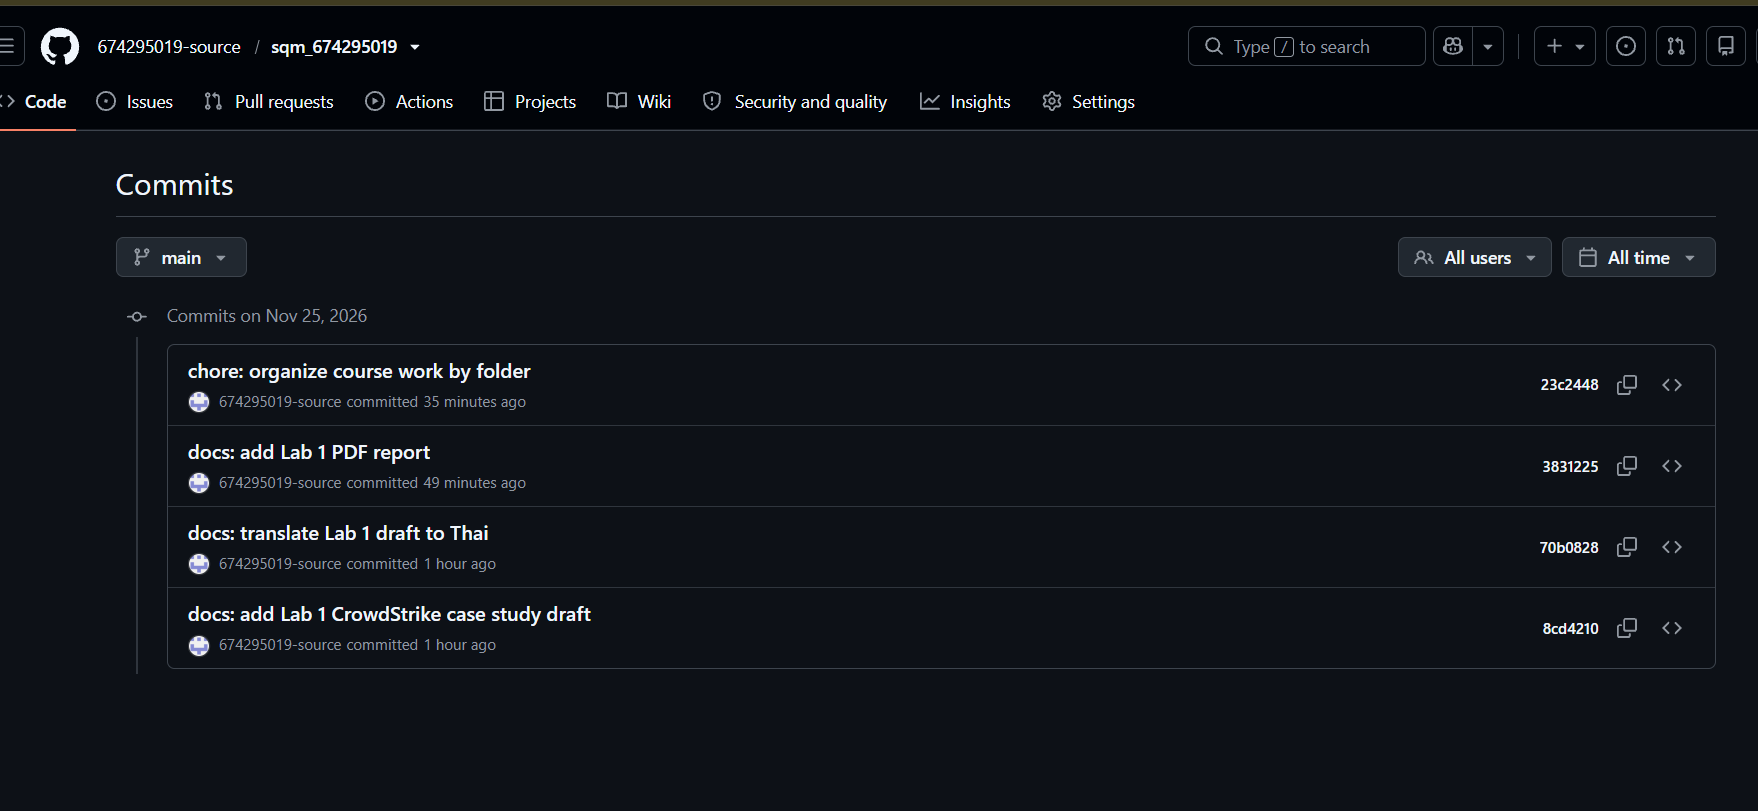 674295019-source / sqm_674295019
Type / to search
Code Issues Pull requests Actions Projects Wiki Security and quality Insights Settings
Commits
main All users All time
Commits on Nov 25, 2026
chore: organize course work by folder
674295019-source committed 35 minutes ago
23c2448
docs: add Lab 1 PDF report
674295019-source committed 49 minutes ago
3831225
docs: translate Lab 1 draft to Thai
674295019-source committed 1 hour ago
70b0828
docs: add Lab 1 CrowdStrike case study draft
674295019-source committed 1 hour ago
8cd4210